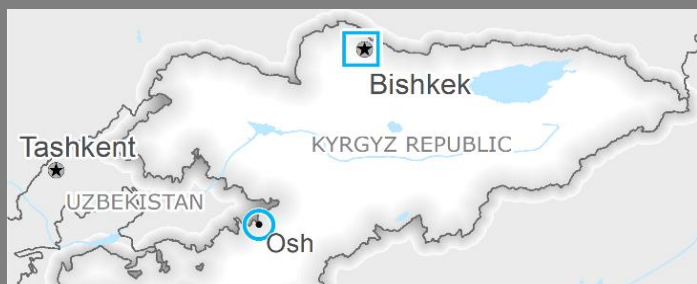 Bishkek
KYRGYZ REPUBLIC
Tashkent
UZBEKISTAN
Osh